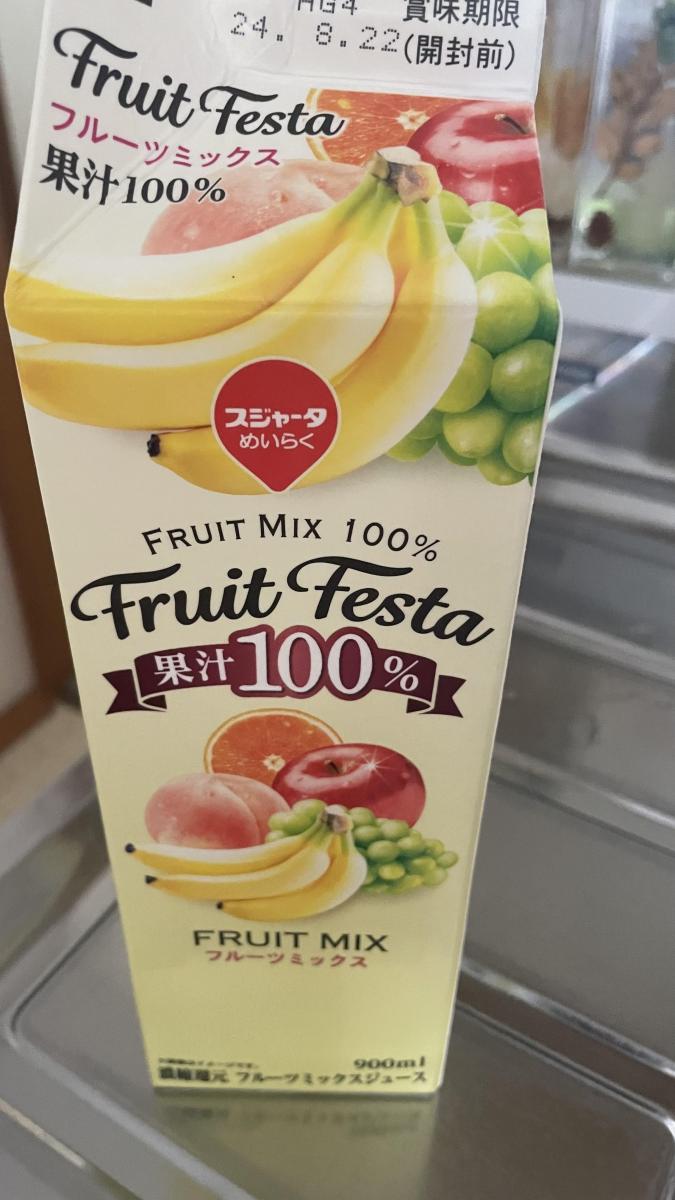 AG4 賞味期限
24. 8.22(開封前)
Fruit Festa
フルーツミックス
果汁100%
スジャータ
めいらく
FRUIT MIX 100%
Fruit Festa
果汁100%
FRUIT MIX
フルーツミックス
900ml
濃縮還元 フルーツミックスジュース